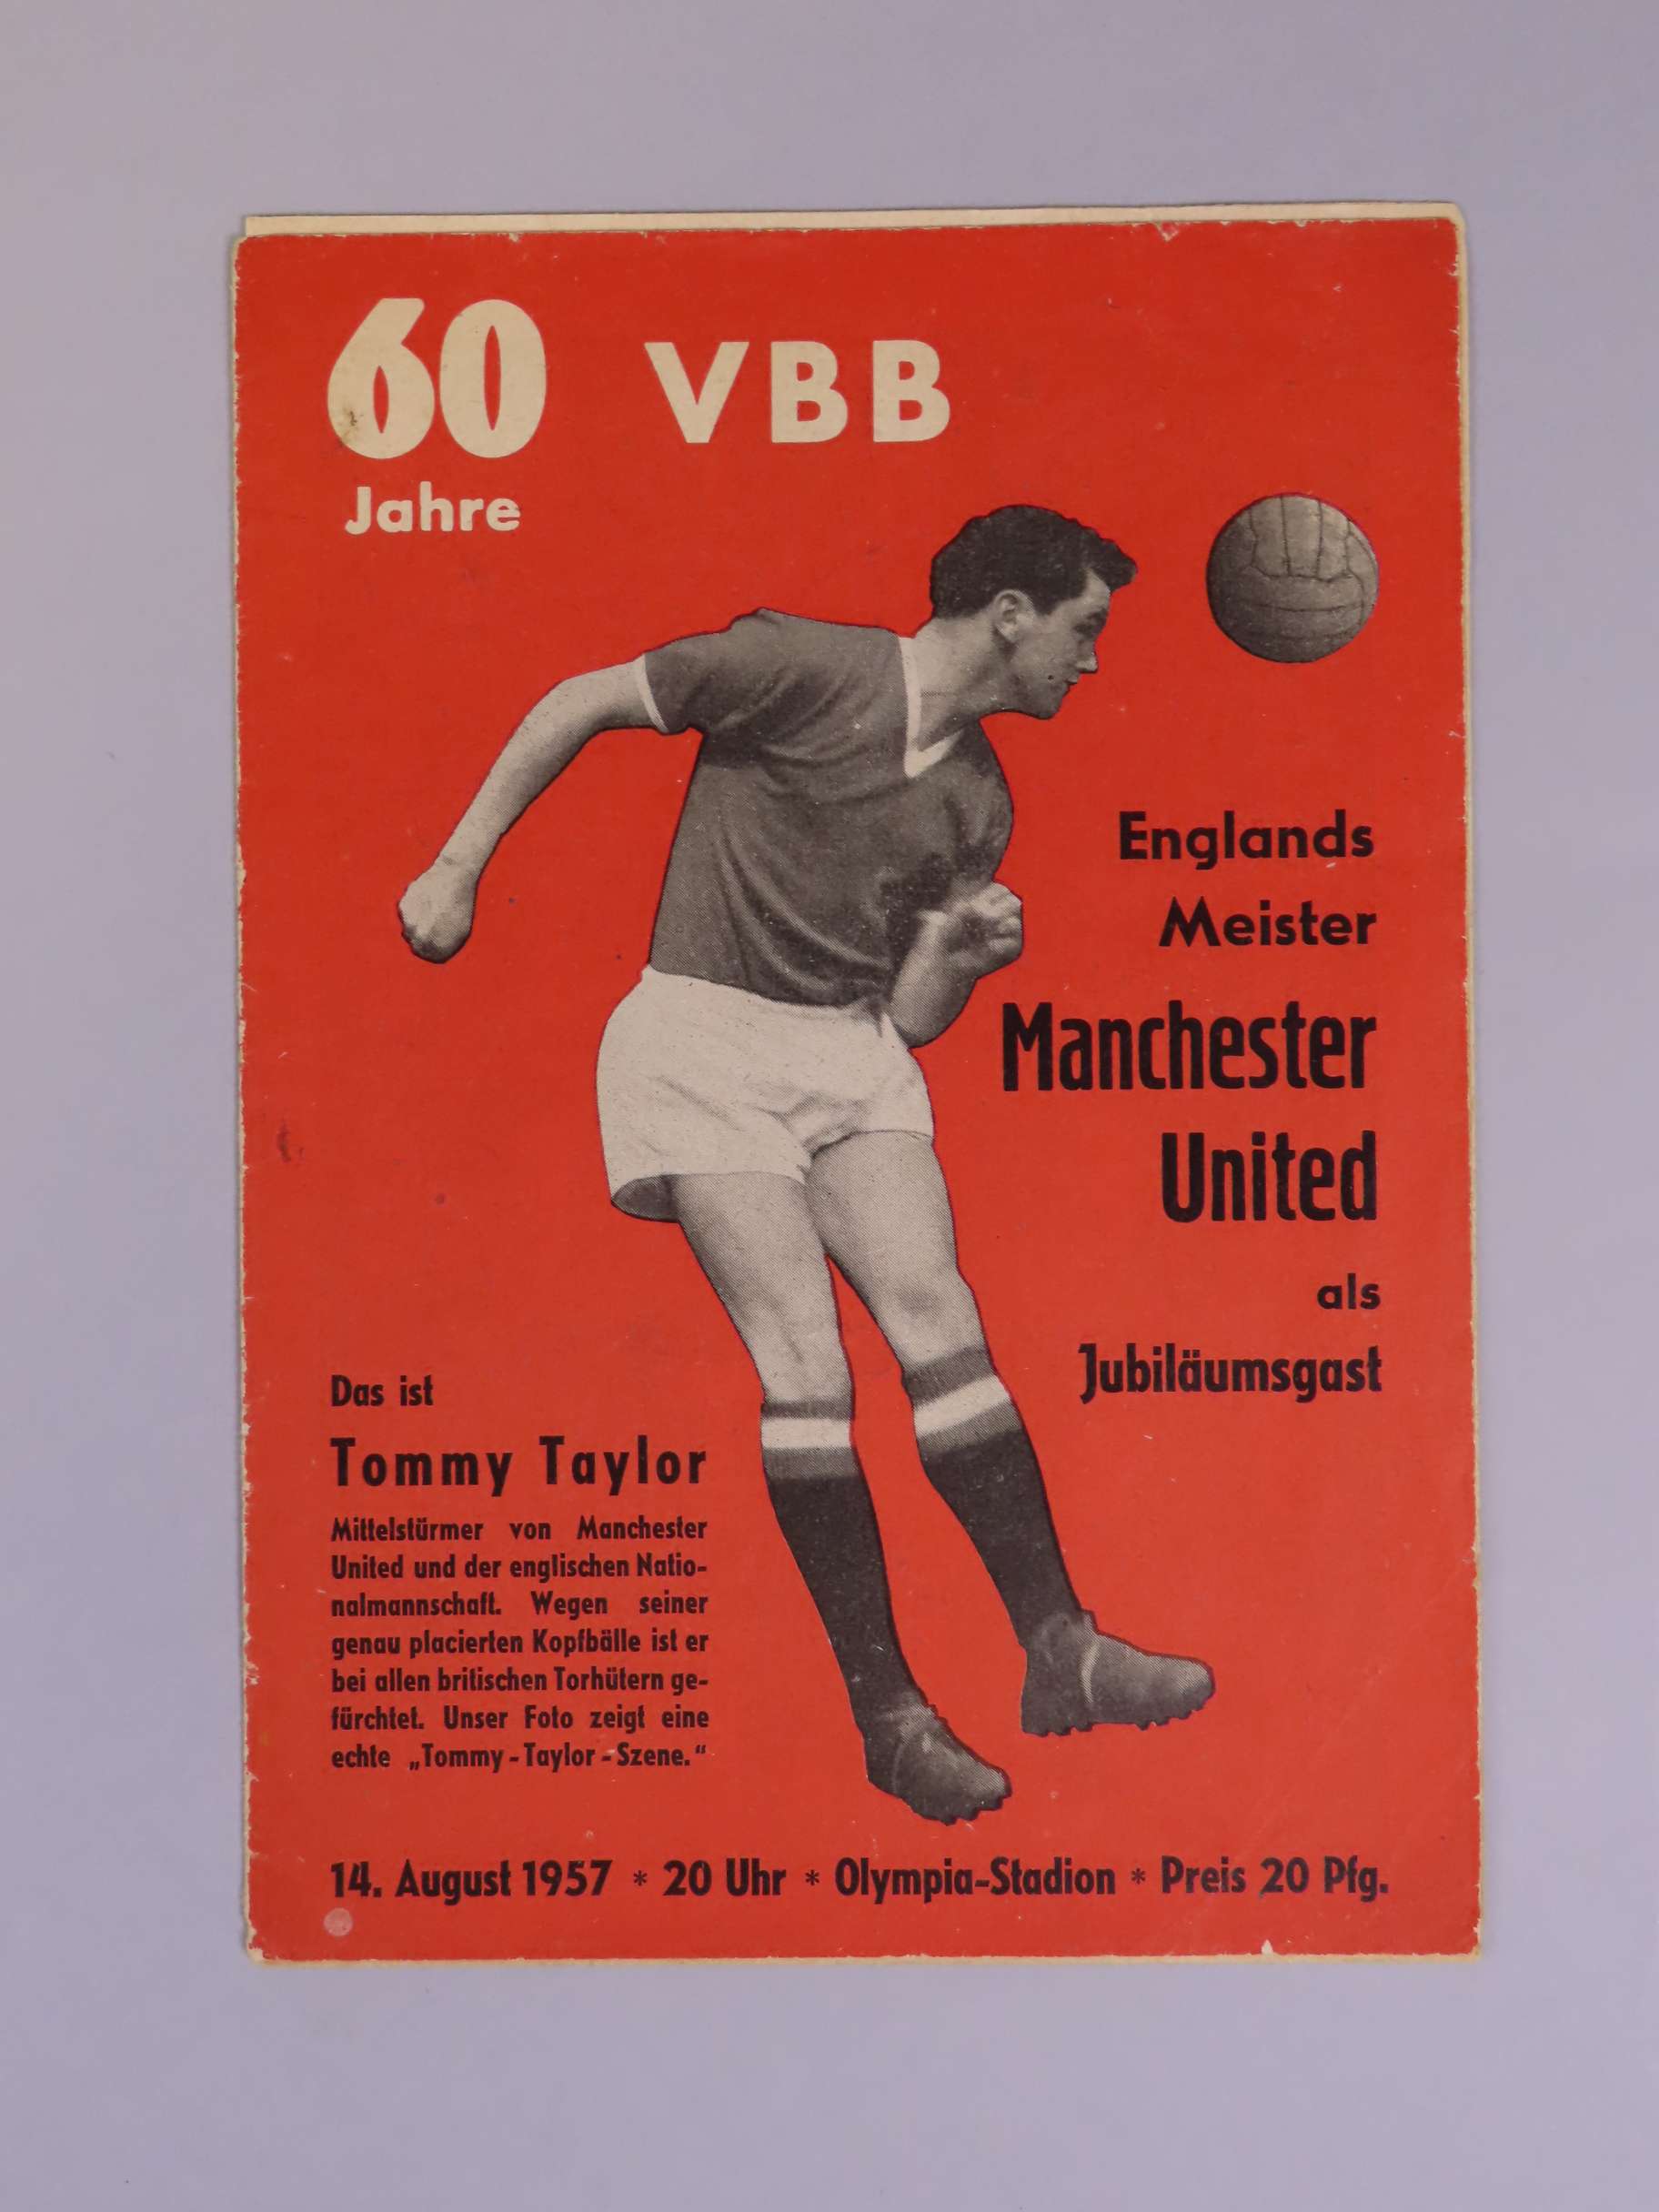 60 VBB
Jahre
Englands
Meister
Manchester
United
als
Jubiläumsgast
Das ist
Tommy Taylor
Mittelstürmer von Manchester
United und der englischen Natio-
nalmannschaft. Wegen seiner
genau placierten Kopfbälle ist er
bei allen britischen Torhütern ge-
fürchtet. Unser Foto zeigt eine
echte „Tommy-Taylor-Szene.“
14. August 1957 * 20 Uhr * Olympia-Stadion * Preis 20 Pfg.